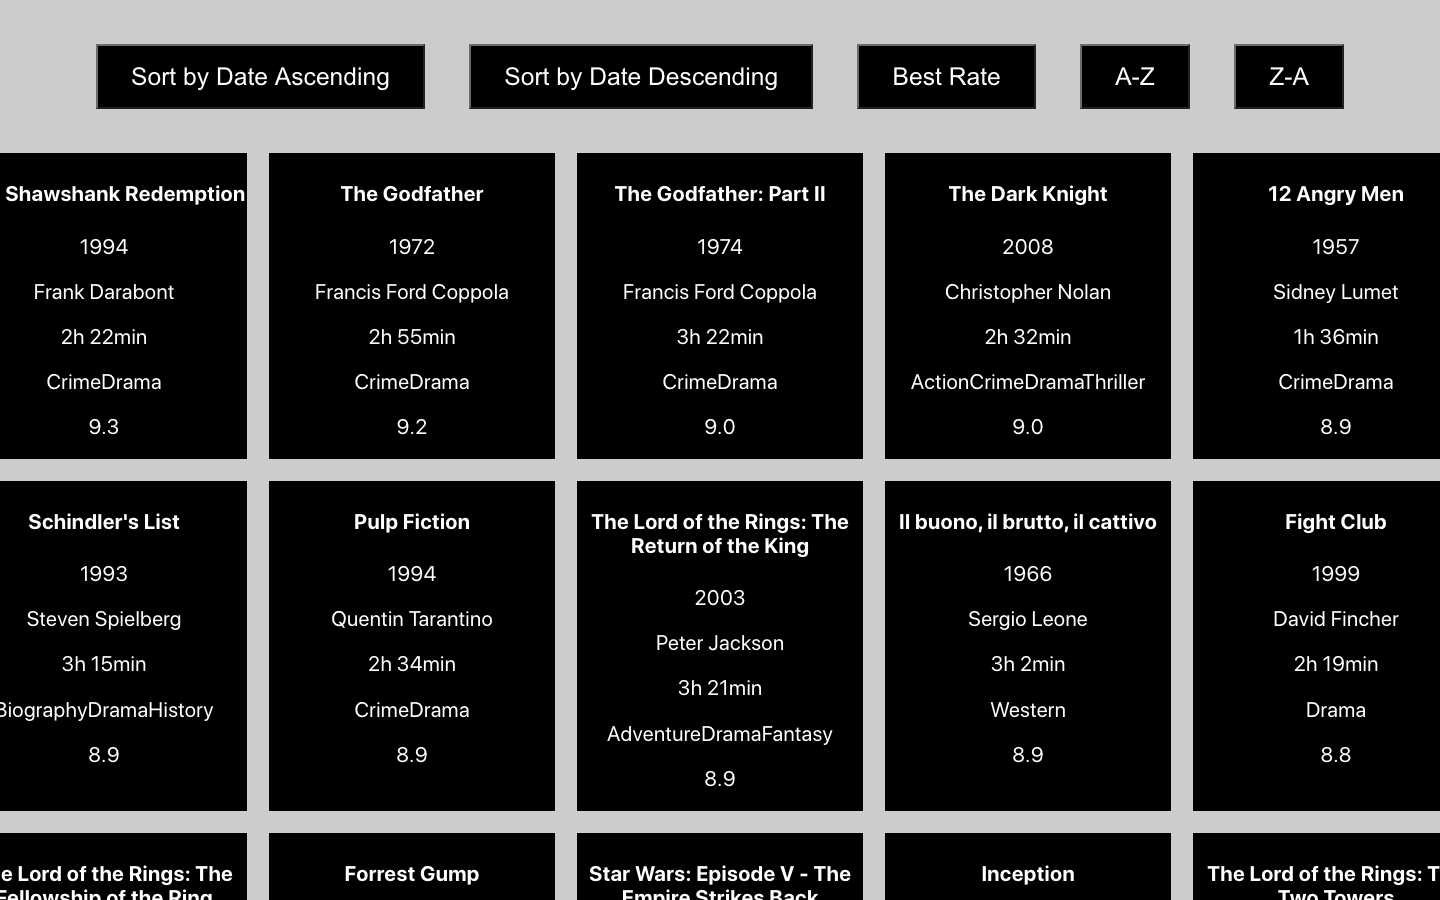 Sort by Date Ascending
Sort by Date Descending
Best Rate
A-Z
Z-A
Shawshank Redemption
1994
Frank Darabont
2h 22min
CrimeDrama
9.3
The Godfather
1972
Francis Ford Coppola
2h 55min
CrimeDrama
9.2
The Godfather: Part II
1974
Francis Ford Coppola
3h 22min
CrimeDrama
9.0
The Dark Knight
2008
Christopher Nolan
2h 32min
ActionCrimeDramaThriller
9.0
12 Angry Men
1957
Sidney Lumet
1h 36min
CrimeDrama
8.9
Schindler's List
1993
Steven Spielberg
3h 15min
BiographyDramaHistory
8.9
Pulp Fiction
1994
Quentin Tarantino
2h 34min
CrimeDrama
8.9
The Lord of the Rings: The
Return of the King
2003
Peter Jackson
3h 21min
AdventureDramaFantasy
8.9
Il buono, il brutto, il cattivo
1966
Sergio Leone
3h 2min
Western
8.9
Fight Club
1999
David Fincher
2h 19min
Drama
8.8
e Lord of the Rings: The
Fellowship of the Ring
Forrest Gump
Star Wars: Episode V - The
Empire Strikes Back
Inception
The Lord of the Rings: T
Two Towers